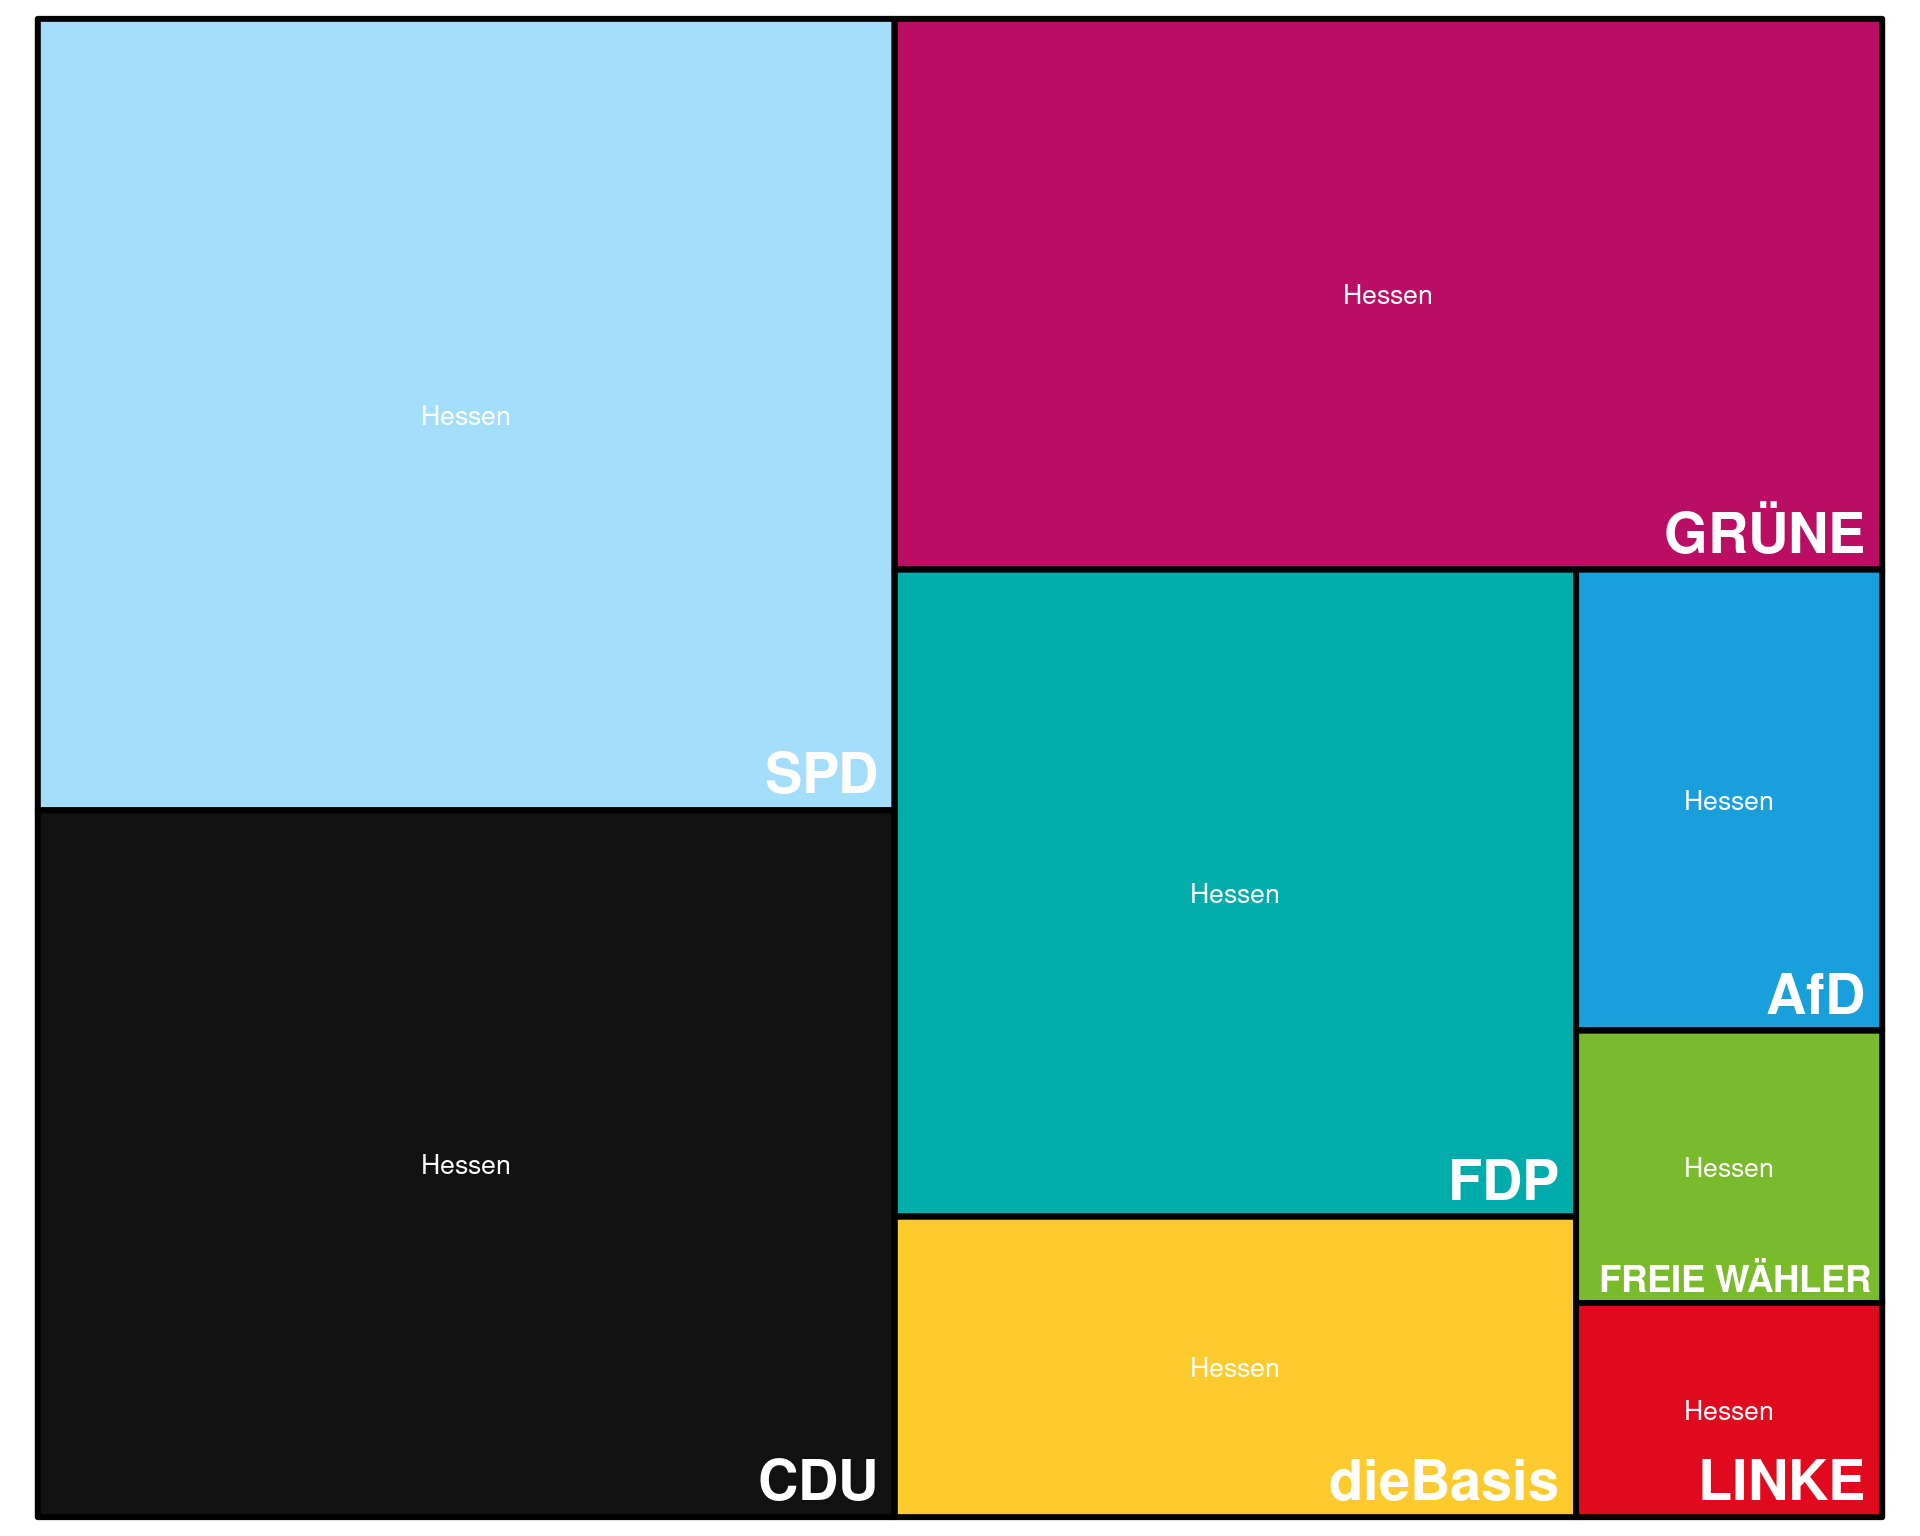 Hessen
SPD
Hessen
CDU
Hessen
GRÜNE
Hessen
FDP
Hessen
dieBasis
Hessen
AfD
Hessen
FREIE WÄHLER
Hessen
LINKE